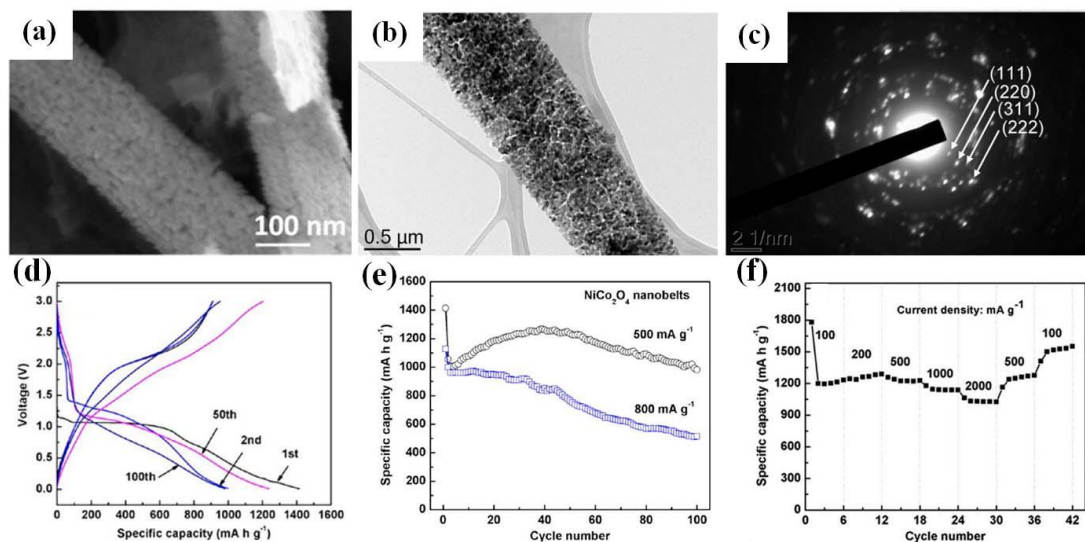 (a)
100 nm
(b)
0.5 µm
(c)
(111)
(220)
(311)
(222)
2 1/nm
(d)
Voltage (V)
3.0
2.5
2.0
1.5
1.0
0.5
0.0
50th
2nd
1st
100th
0 200 400 600 800 1000 1200 1400 1600
Specific capacity (mA h g⁻¹)
(e)
Specific capacity (mA h g⁻¹)
1600
1400
1200
1000
800
600
400
200
0
NiCo₂O₄ nanobelts
500 mA g⁻¹
800 mA g⁻¹
0 20 40 60 80 100
Cycle number
(f)
Specific capacity (mA h g⁻¹)
2100
1800
1500
1200
900
600
300
0
Current density: mA g⁻¹
100
200
500
1000
2000
500
100
0 6 12 18 24 30 36 42
Cycle number